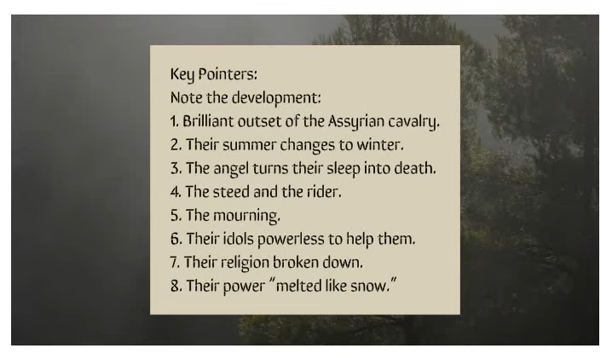 Key Pointers:
Note the development:
1. Brilliant outset of the Assyrian cavalry.
2. Their summer changes to winter.
3. The angel turns their sleep into death.
4. The steed and the rider.
5. The mourning.
6. Their idols powerless to help them.
7. Their religion broken down.
8. Their power “melted like snow.”